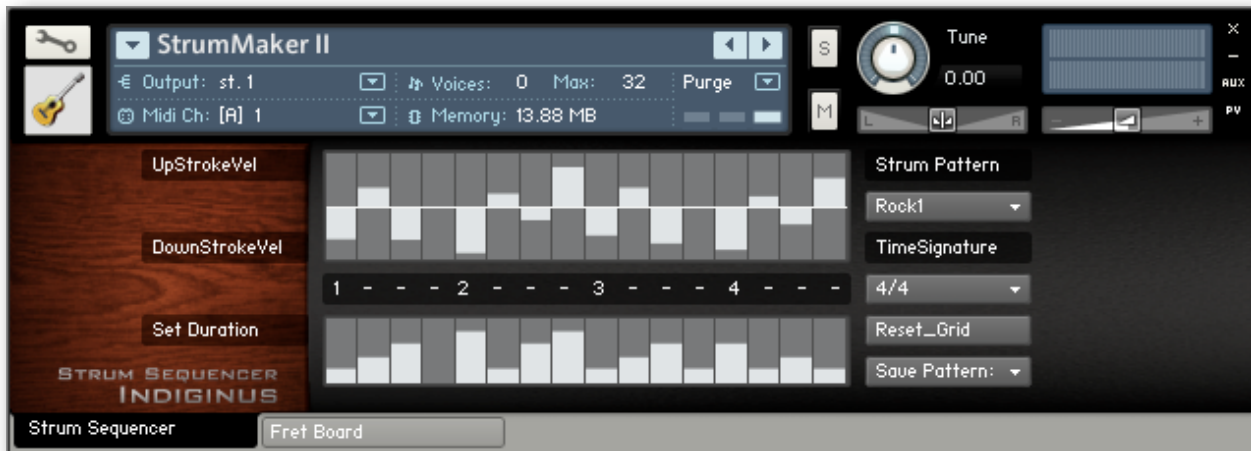 StrumMaker II
Output: st. 1
Voices: 0 Max: 32
Purge
Midi Ch: [A] 1
Memory: 13.88 MB
S
M
Tune
0.00
L
R
-
+
×
-
AUX
PV
UpStrokeVel
DownStrokeVel
1 - - - 2 - - - 3 - - - 4 - - -
Set Duration
STRUM SEQUENCER
INDIGINUS
Strum Pattern
Rock1
TimeSignature
4/4
Reset_Grid
Save Pattern:
Strum Sequencer
Fret Board